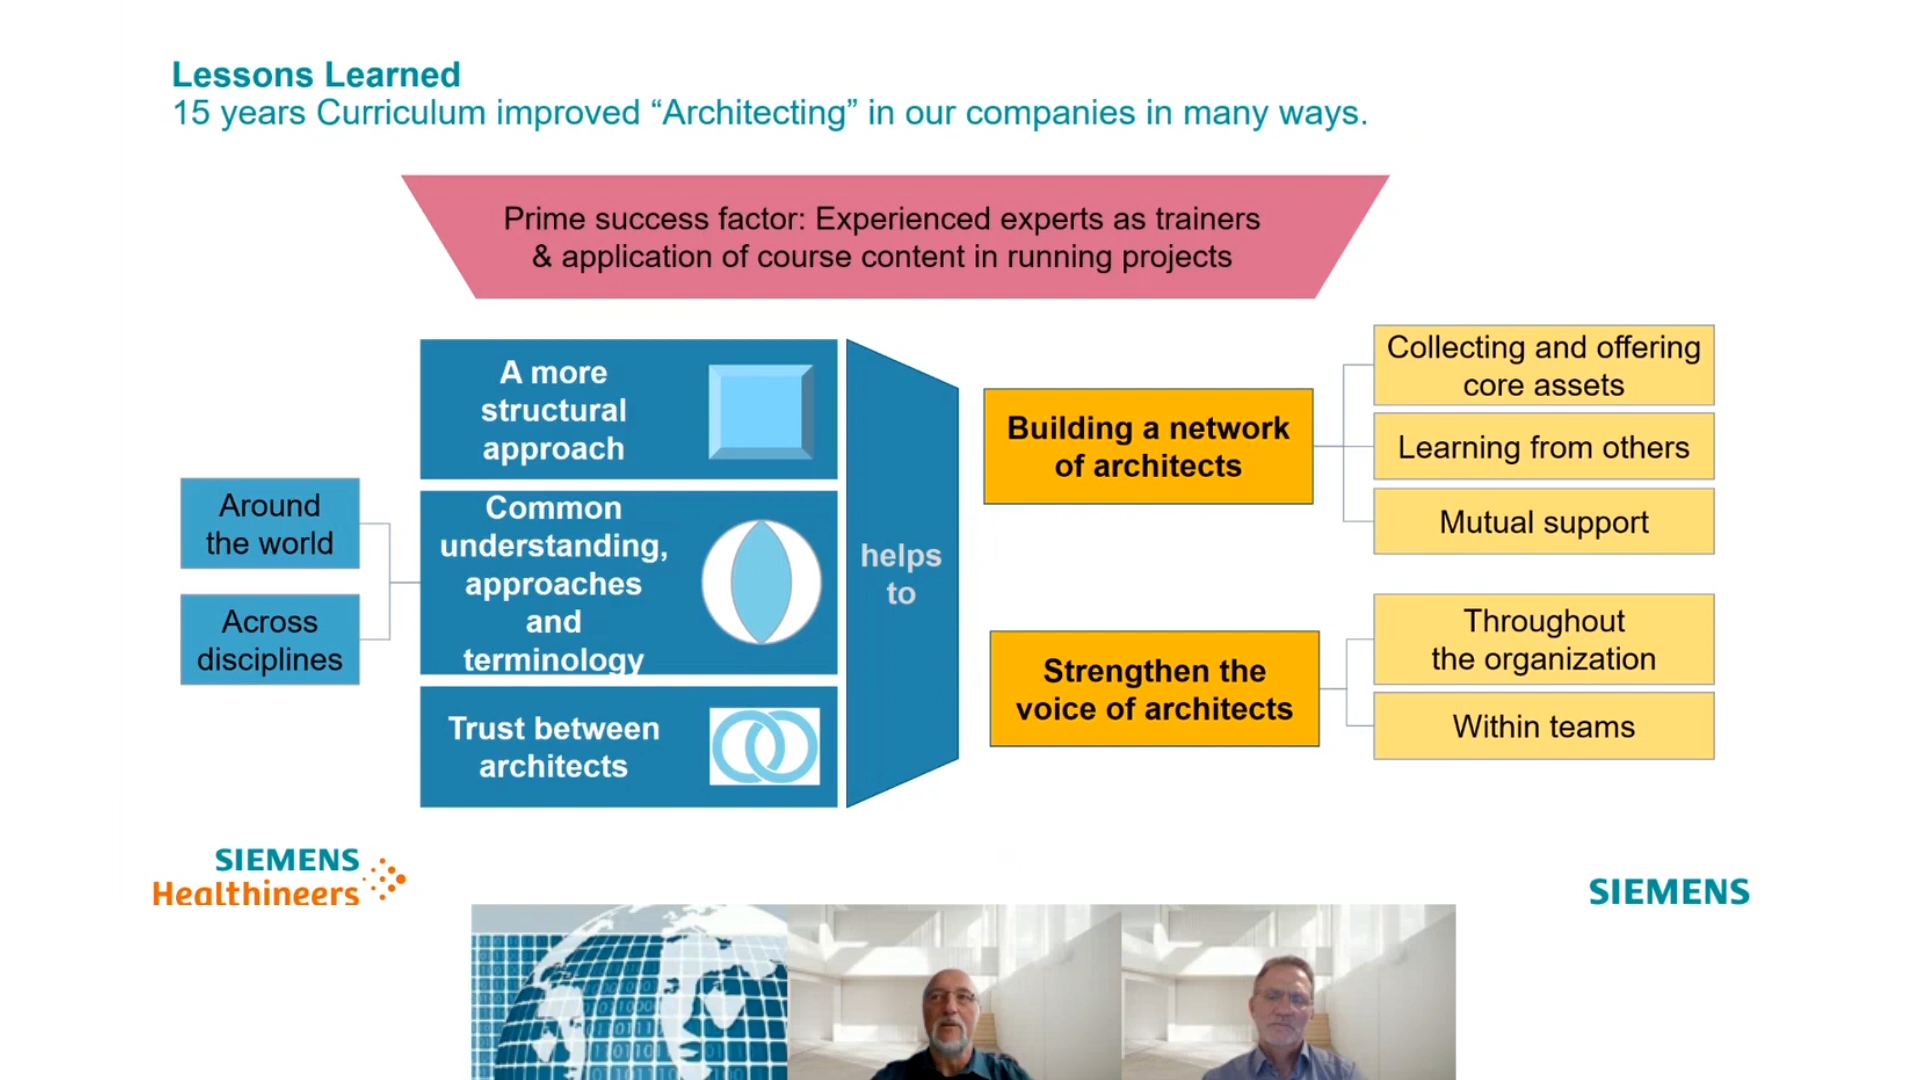 Lessons Learned
15 years Curriculum improved “Architecting” in our companies in many ways.
Prime success factor: Experienced experts as trainers
& application of course content in running projects
A more
structural
approach
Around
the world
Across
disciplines
Common
understanding,
approaches
and
terminology
Trust between
architects
helps
to
Building a network
of architects
Collecting and offering
core assets
Learning from others
Mutual support
Strengthen the
voice of architects
Throughout
the organization
Within teams
SIEMENS
Healthineers
SIEMENS